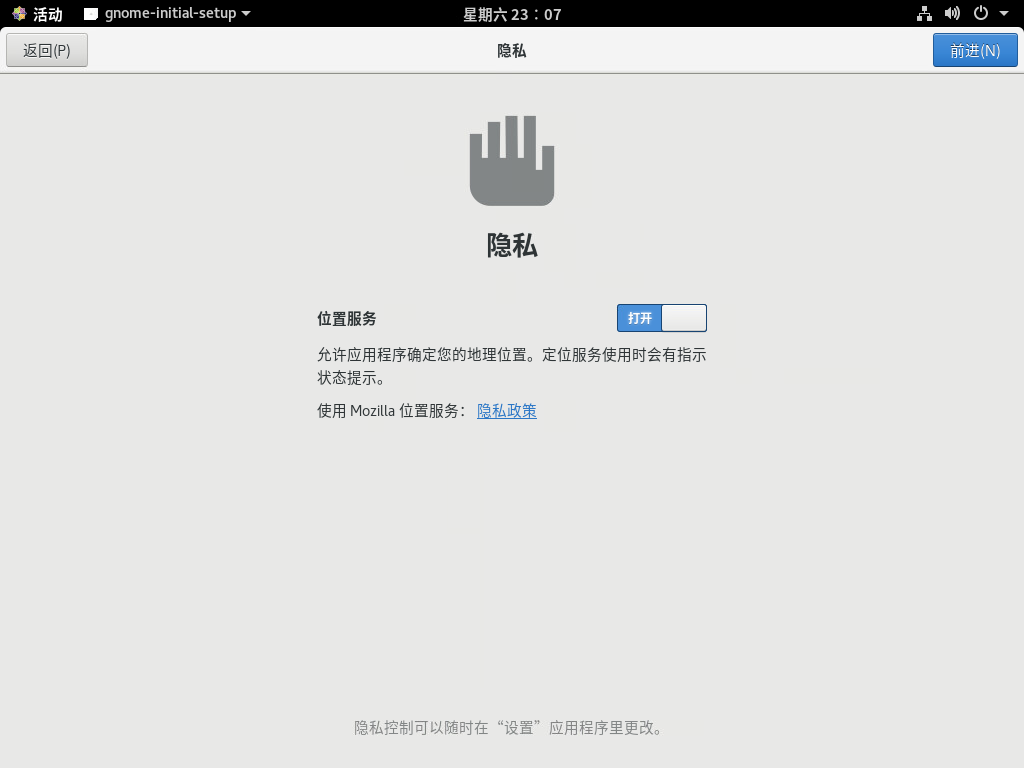 活动 gnome-initial-setup 星期六 23：07
返回(P) 隐私 前进(N)
隐私
位置服务 打开
允许应用程序确定您的地理位置。定位服务使用时会有指示
状态提示。
使用 Mozilla 位置服务： 隐私政策
隐私控制可以随时在“设置”应用程序里更改。